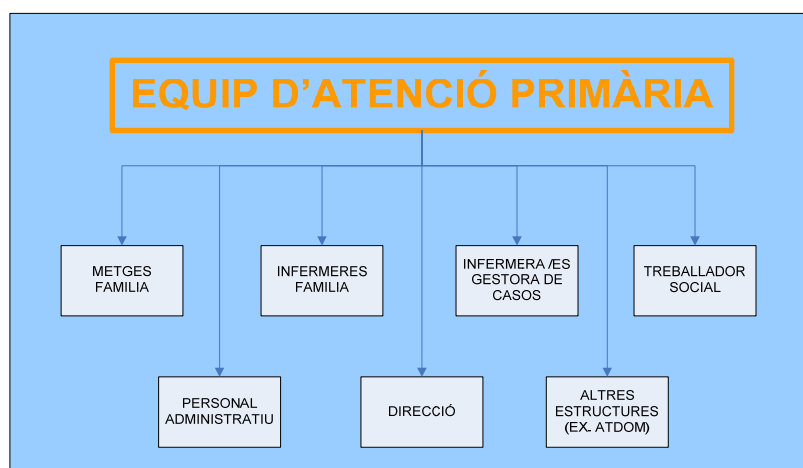 EQUIP D'ATENCIÓ PRIMÀRIA
METGES
FAMILIA
INFERMERES
FAMILIA
INFERMERA /ES
GESTORA DE
CASOS
TREBALLADOR
SOCIAL
PERSONAL
ADMINISTRATIU
DIRECCIÓ
ALTRES
ESTRUCTURES
(EX- ATDOM)